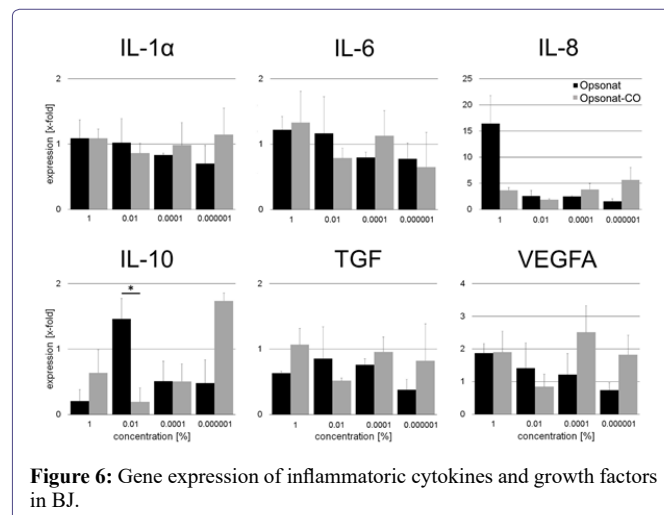 IL-1α IL-6 IL-8
2 2 25
Opsonat
20
Opsonat-CO
expression [x-fold]
15
1 1
10
5
0 0 0
1 0.01 0.0001 0.000001 1 0.01 0.0001 0.000001 1 0.01 0.0001 0.000001
IL-10 TGF VEGFA
2 2 4
*
3
expression [x-fold]
1 1 2
1
0 0 0
1 0.01 0.0001 0.000001 1 0.01 0.0001 0.000001 1 0.01 0.0001 0.000001
concentration [%] concentration [%] concentration [%]
Figure 6: Gene expression of inflammatoric cytokines and growth factors
in BJ.